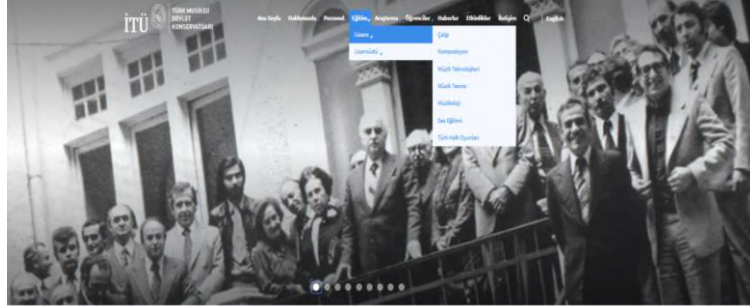 İTÜ
TÜRK MUSİKİSİ
DEVLET
KONSERVATUARI
Ana Sayfa Hakkımızda Personel Eğitim Araştırma Öğrenciler Haberler Etkinlikler İletişim English
Lisans
Çalgı
Lisansüstü
Kompozisyon
Müzik Teknolojileri
Müzik Teorisi
Müzikoloji
Ses Eğitimi
Türk Halk Oyunları